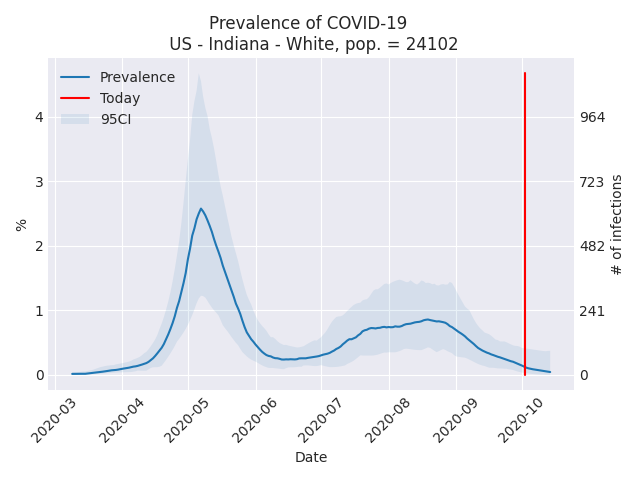 Prevalence of COVID-19
US - Indiana - White, pop. = 24102
Prevalence
Today
95CI
4
3
2
1
0
%
964
723
482
241
0
# of infections
2020-03
2020-04
2020-05
2020-06
2020-07
2020-08
2020-09
2020-10
Date